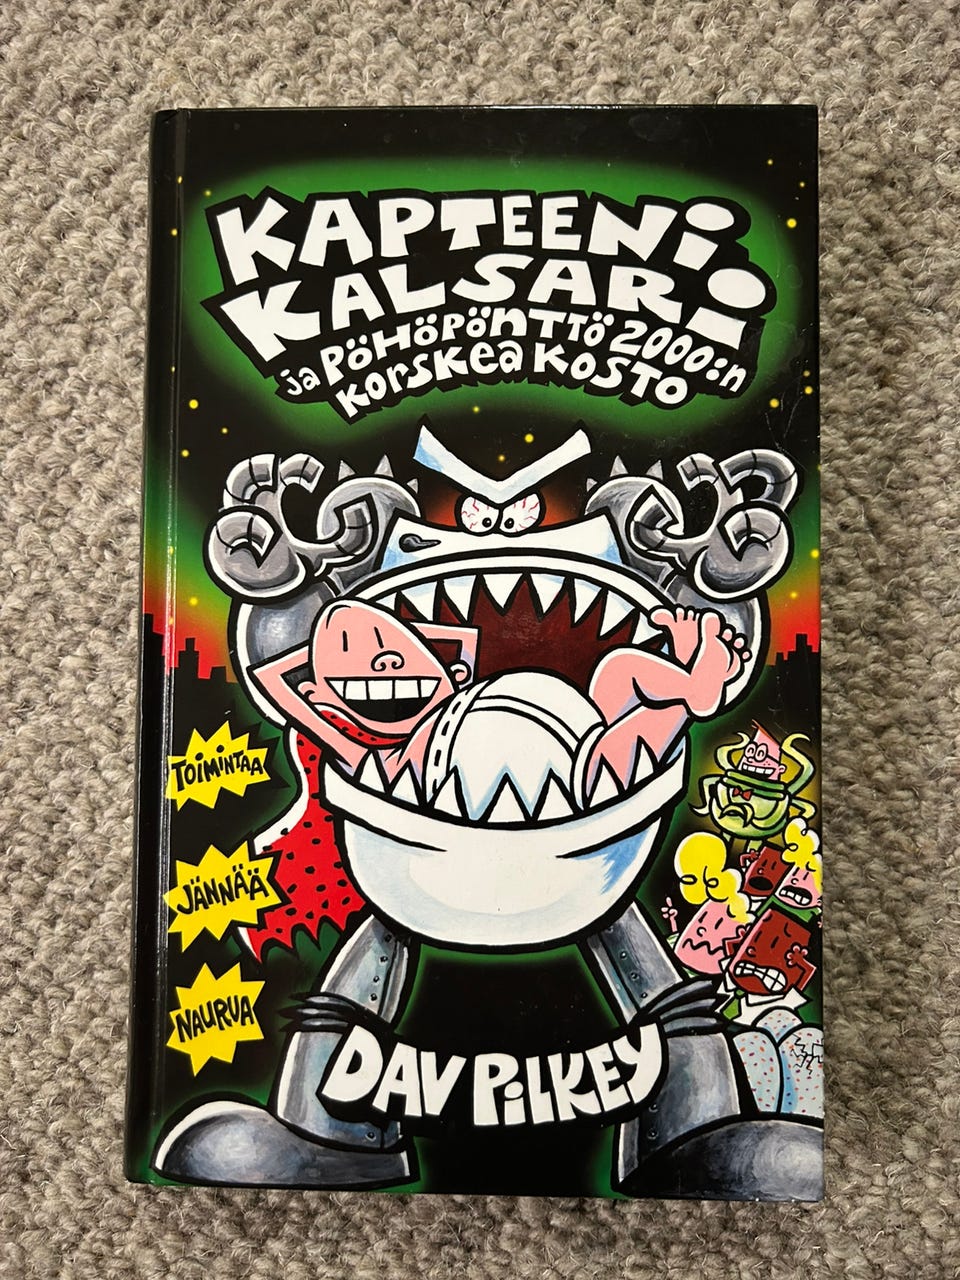 KAPTEENi
KALSARi
ja PÖHÖPÖNTTÖ 2000:n
KORSKEA KOSTO
TOIMINTAA
JÄNNÄÄ
NAURUA
DAV PiLKEY